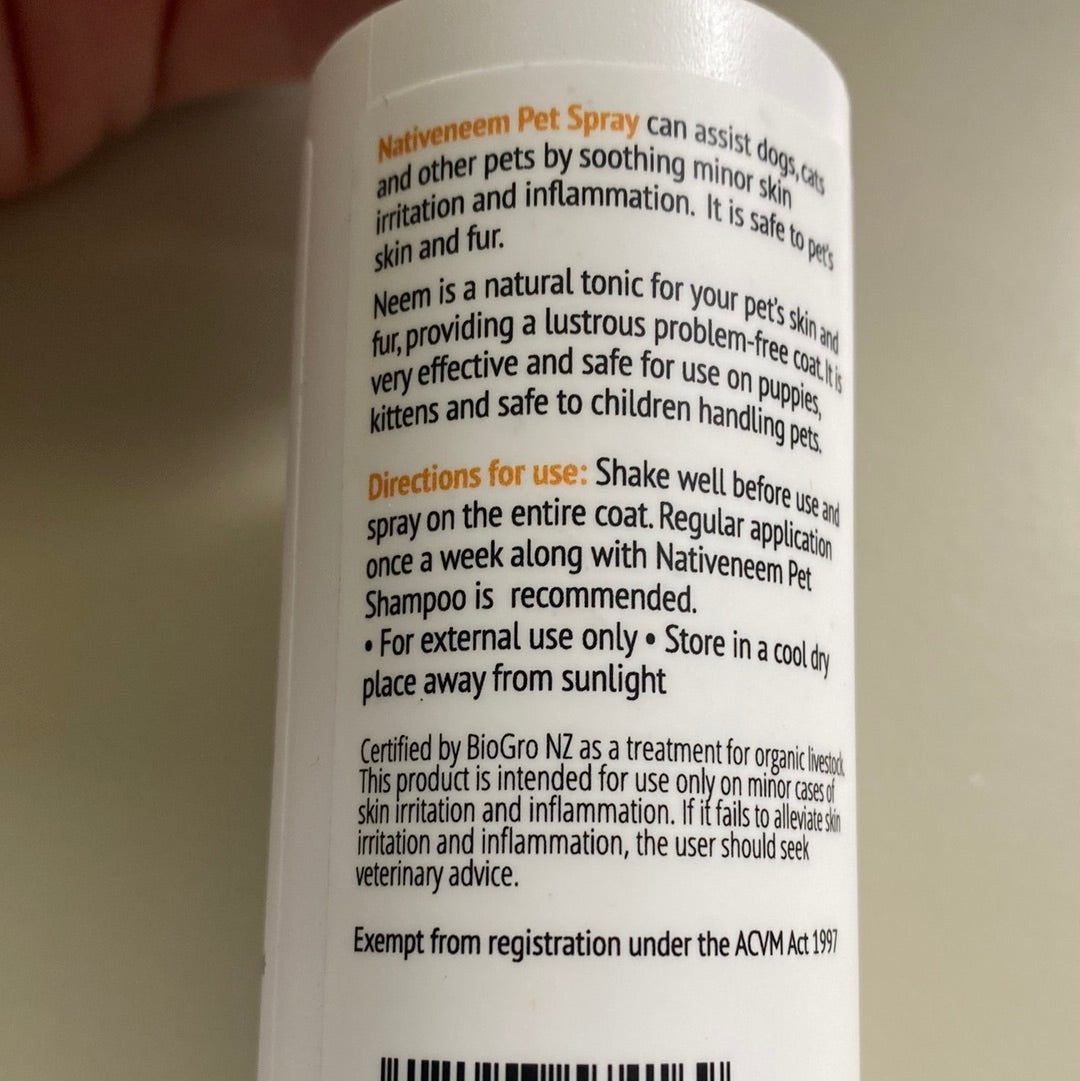 Nativeneem Pet Spray can assist dogs, cats
and other pets by soothing minor skin
irritation and inflammation. It is safe to pet's
skin and fur.
Neem is a natural tonic for your pet's skin and
fur, providing a lustrous problem-free coat. It is
very effective and safe for use on puppies,
kittens and safe to children handling pets.
Directions for use: Shake well before use and
spray on the entire coat. Regular application
once a week along with Nativeneem Pet
Shampoo is recommended.
• For external use only • Store in a cool dry
place away from sunlight
Certified by BioGro NZ as a treatment for organic livestock.
This product is intended for use only on minor cases of
skin irritation and inflammation. If it fails to alleviate skin
irritation and inflammation, the user should seek
veterinary advice.
Exempt from registration under the ACVM Act 1997